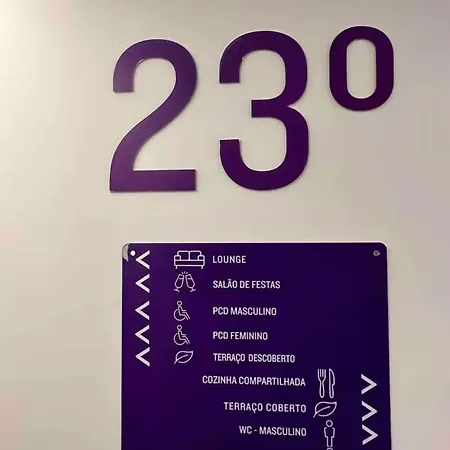 23º
LOUNGE
SALÃO DE FESTAS
PCD MASCULINO
PCD FEMININO
TERRAÇO DESCOBERTO
COZINHA COMPARTILHADA
TERRAÇO COBERTO
WC - MASCULINO